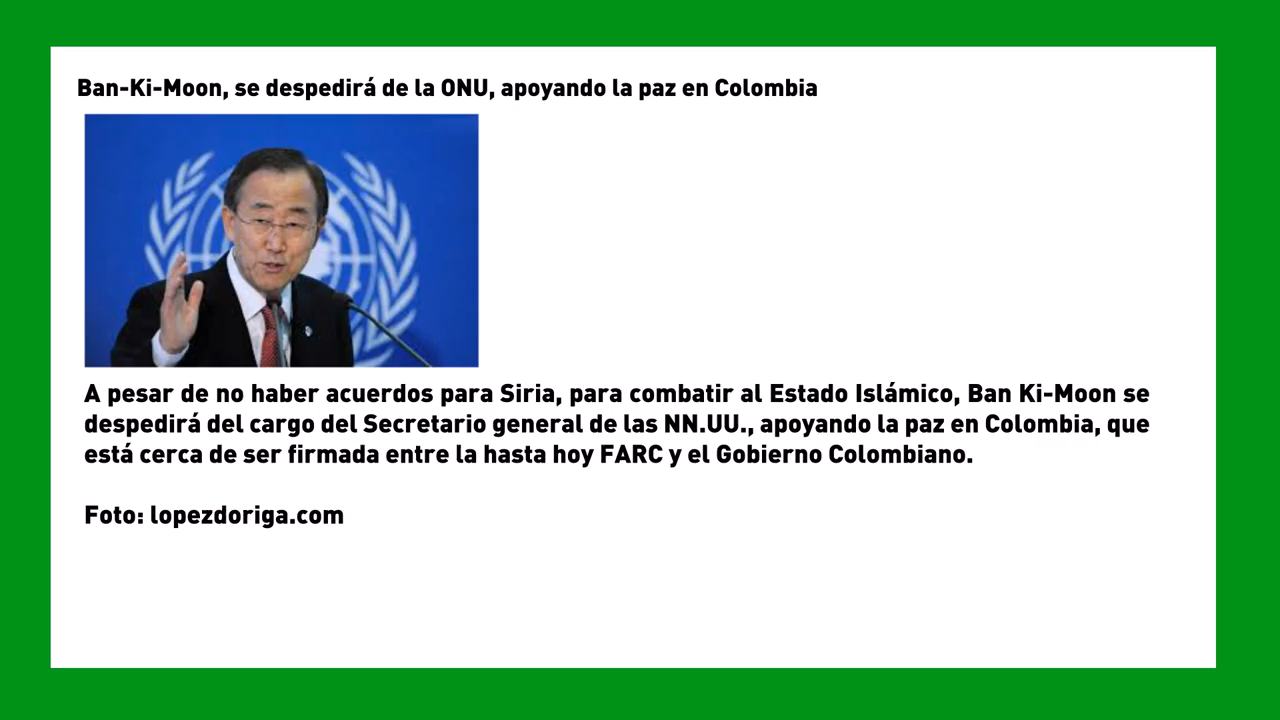 Ban-Ki-Moon, se despedirá de la ONU, apoyando la paz en Colombia
A pesar de no haber acuerdos para Siria, para combatir al Estado Islámico, Ban Ki-Moon se
despedirá del cargo del Secretario general de las NN.UU., apoyando la paz en Colombia, que
está cerca de ser firmada entre la hasta hoy FARC y el Gobierno Colombiano.
Foto: lopezdoriga.com